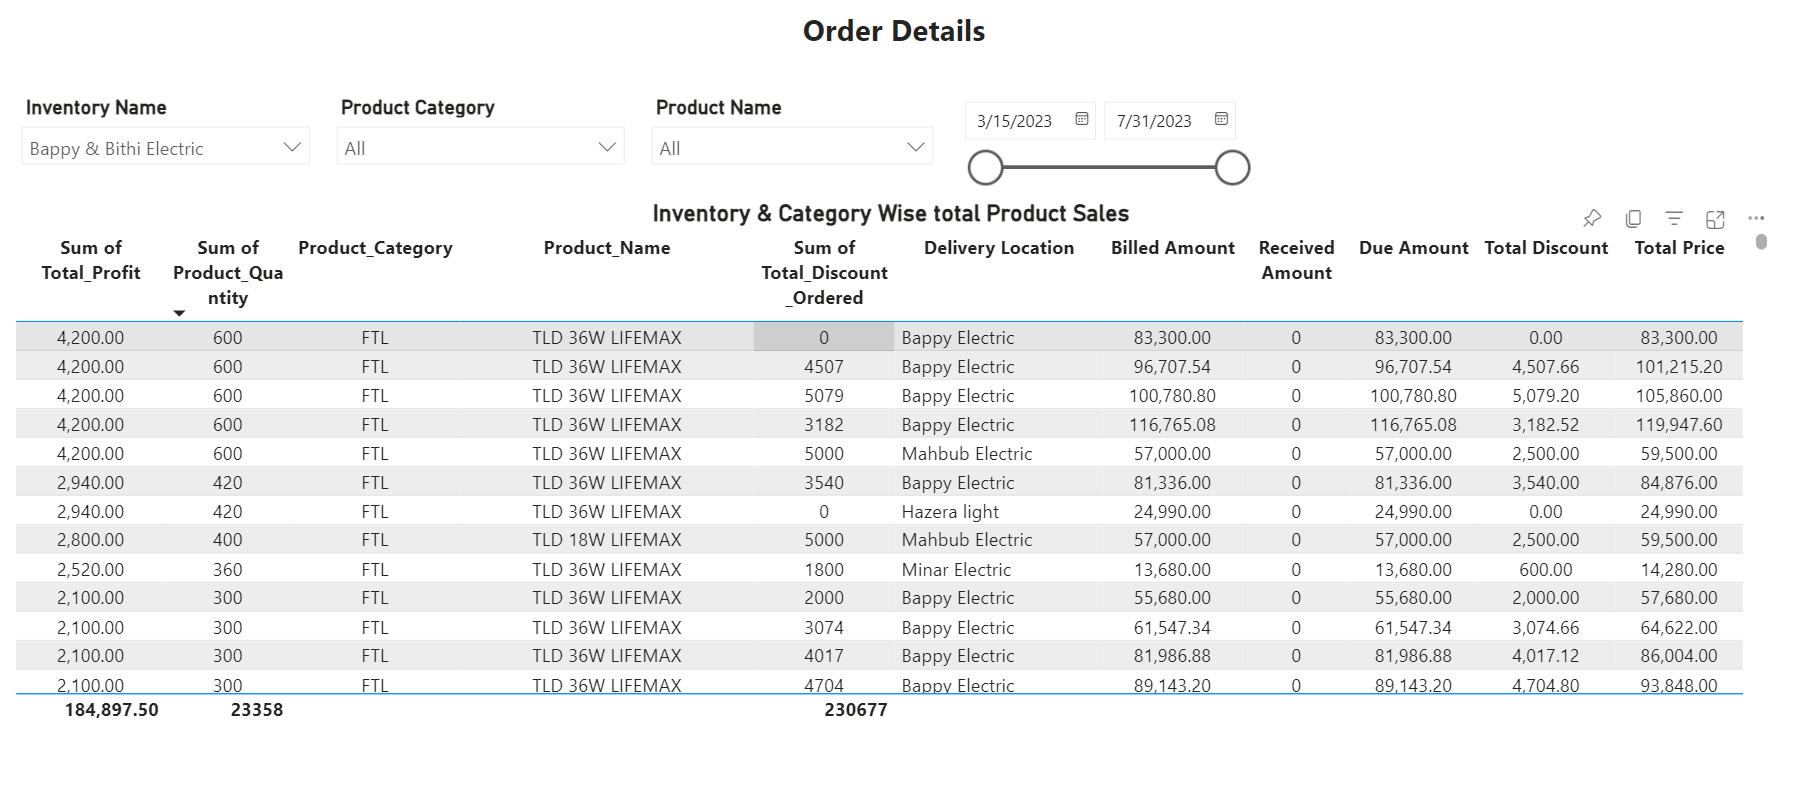 Order Details
Inventory Name Product Category Product Name
3/15/2023 7/31/2023
Bappy & Bithi Electric All All
Inventory & Category Wise total Product Sales
Sum of Total_Profit Sum of Product_Quantity Product_Category Product_Name Sum of Total_Discount_Ordered Delivery Location Billed Amount Received Amount Due Amount Total Discount Total Price
4,200.00 600 FTL TLD 36W LIFEMAX 0 Bappy Electric 83,300.00 0 83,300.00 0.00 83,300.00
4,200.00 600 FTL TLD 36W LIFEMAX 4507 Bappy Electric 96,707.54 0 96,707.54 4,507.66 101,215.20
4,200.00 600 FTL TLD 36W LIFEMAX 5079 Bappy Electric 100,780.80 0 100,780.80 5,079.20 105,860.00
4,200.00 600 FTL TLD 36W LIFEMAX 3182 Bappy Electric 116,765.08 0 116,765.08 3,182.52 119,947.60
4,200.00 600 FTL TLD 36W LIFEMAX 5000 Mahbub Electric 57,000.00 0 57,000.00 2,500.00 59,500.00
2,940.00 420 FTL TLD 36W LIFEMAX 3540 Bappy Electric 81,336.00 0 81,336.00 3,540.00 84,876.00
2,940.00 420 FTL TLD 36W LIFEMAX 0 Hazera light 24,990.00 0 24,990.00 0.00 24,990.00
2,800.00 400 FTL TLD 18W LIFEMAX 5000 Mahbub Electric 57,000.00 0 57,000.00 2,500.00 59,500.00
2,520.00 360 FTL TLD 36W LIFEMAX 1800 Minar Electric 13,680.00 0 13,680.00 600.00 14,280.00
2,100.00 300 FTL TLD 36W LIFEMAX 2000 Bappy Electric 55,680.00 0 55,680.00 2,000.00 57,680.00
2,100.00 300 FTL TLD 36W LIFEMAX 3074 Bappy Electric 61,547.34 0 61,547.34 3,074.66 64,622.00
2,100.00 300 FTL TLD 36W LIFEMAX 4017 Bappy Electric 81,986.88 0 81,986.88 4,017.12 86,004.00
2,100.00 300 FTL TLD 36W LIFEMAX 4704 Bappy Electric 89,143.20 0 89,143.20 4,704.80 93,848.00
184,897.50 23358 230677